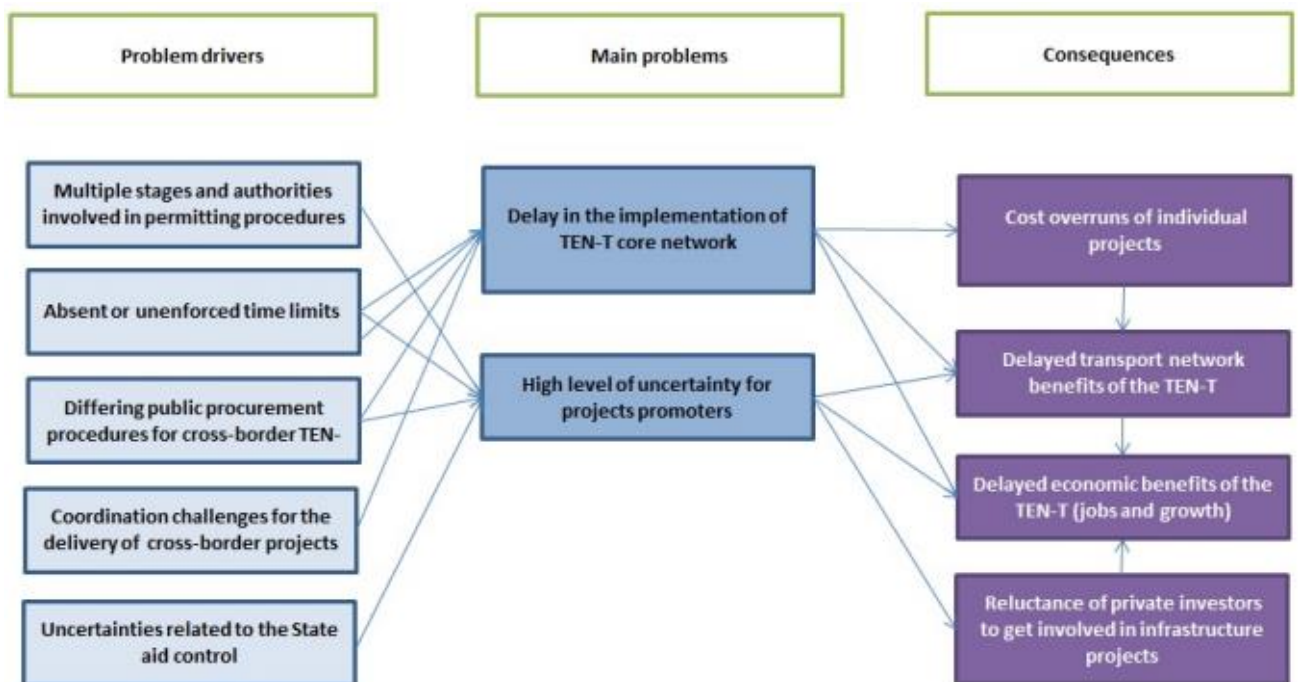 Problem drivers
Main problems
Consequences
Multiple stages and authorities
involved in permitting procedures
Absent or unenforced time limits
Differing public procurement
procedures for cross-border TEN-
Coordination challenges for the
delivery of cross-border projects
Uncertainties related to the State
aid control
Delay in the implementation of
TEN-T core network
High level of uncertainty for
projects promoters
Cost overruns of individual
projects
Delayed transport network
benefits of the TEN-T
Delayed economic benefits of the
TEN-T (jobs and growth)
Reluctance of private investors
to get involved in infrastructure
projects